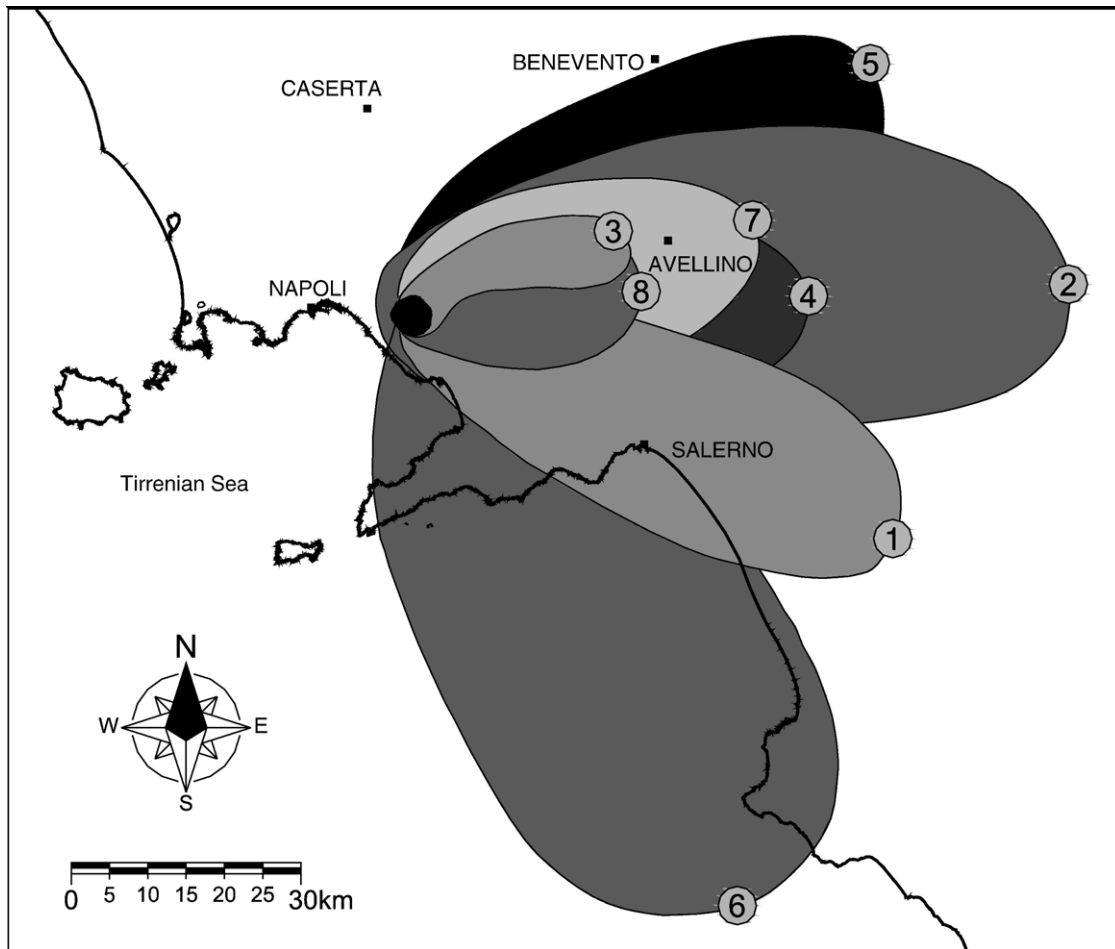 BENEVENTO
5
CASERTA
3
7
AVELLINO
NAPOLI
8
4
2
SALERNO
Tirrenian Sea
1
N
W
E
S
0 5 10 15 20 25 30km
6